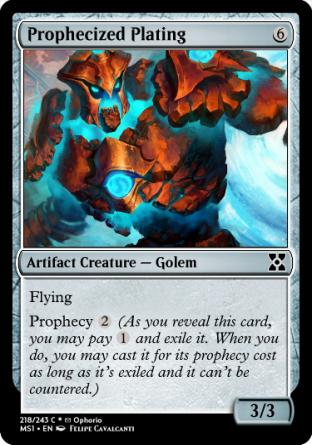 Prophecized Plating 6
Artifact Creature — Golem
Flying
Prophecy 2 (As you reveal this card,
you may pay 1 and exile it. When you
do, you may cast it for its prophecy cost
as long as it's exiled and it can't be
countered.)
3/3
218/243 C * Ophorio
MS1 • EN Felipe Cavalcanti